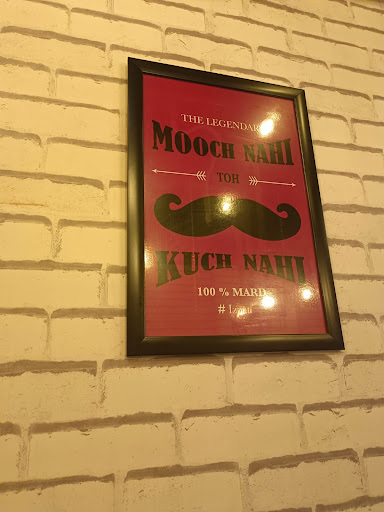 THE LEGENDARY
MOOCH NAHI
TOH
KUCH NAHI
100 % MARD
#